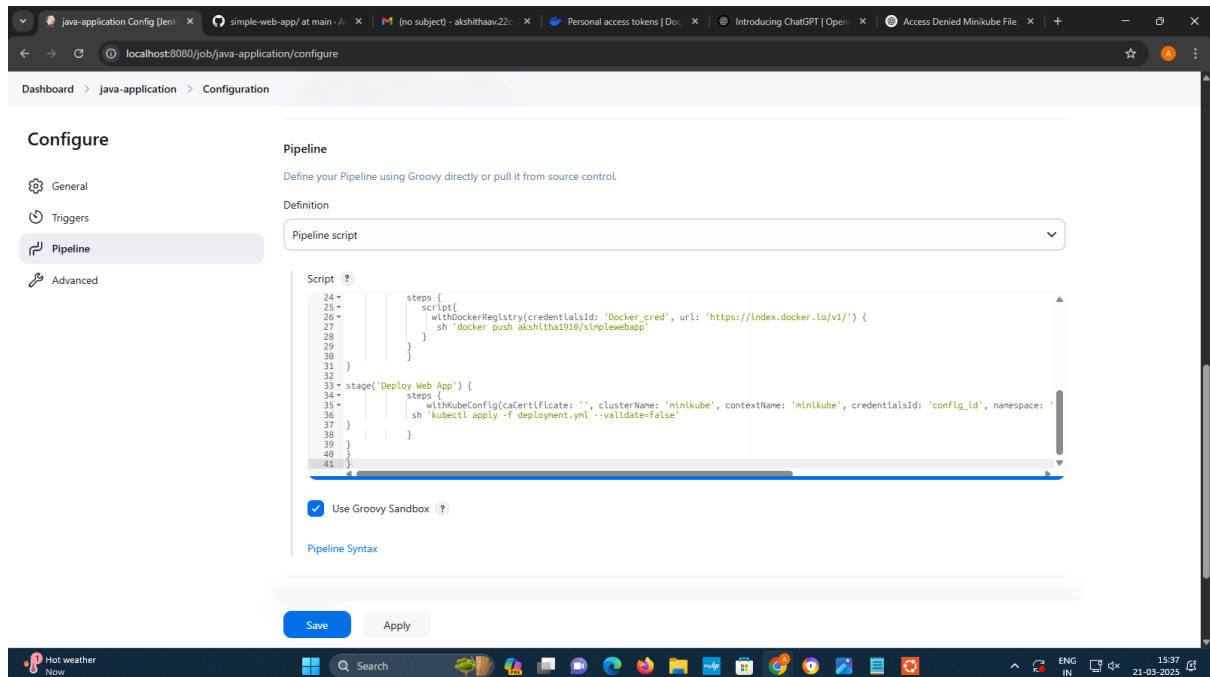 java-application Config [Jenk
simple-web-app/ at main · A
(no subject) - akshithaav.22c
Personal access tokens | Doc
Introducing ChatGPT | Open
Access Denied Minikube File
localhost:8080/job/java-application/configure
Dashboard > java-application > Configuration
Configure
General
Triggers
Pipeline
Advanced
Pipeline
Define your Pipeline using Groovy directly or pull it from source control.
Definition
Pipeline script
Script ?
24 steps {
25 script{
26 withDockerRegistry(credentialsId: 'Docker_cred', url: 'https://index.docker.io/v1/') {
27 sh 'docker push akshitha1910/simplewebapp'
28 }
29 }
30 }
31 }
32
33 stage('Deploy Web App') {
34 steps {
35 withKubeConfig(caCertificate: '', clusterName: 'minikube', contextName: 'minikube', credentialsId: 'config_id', namespace: '
36 sh 'kubectl apply -f deployment.yml --validate=false'
37 }
38 }
39 }
40 }
41 }
Use Groovy Sandbox ?
Pipeline Syntax
Save Apply
1
Hot weather
Now
Search
ENG
IN
15:37
21-03-2025